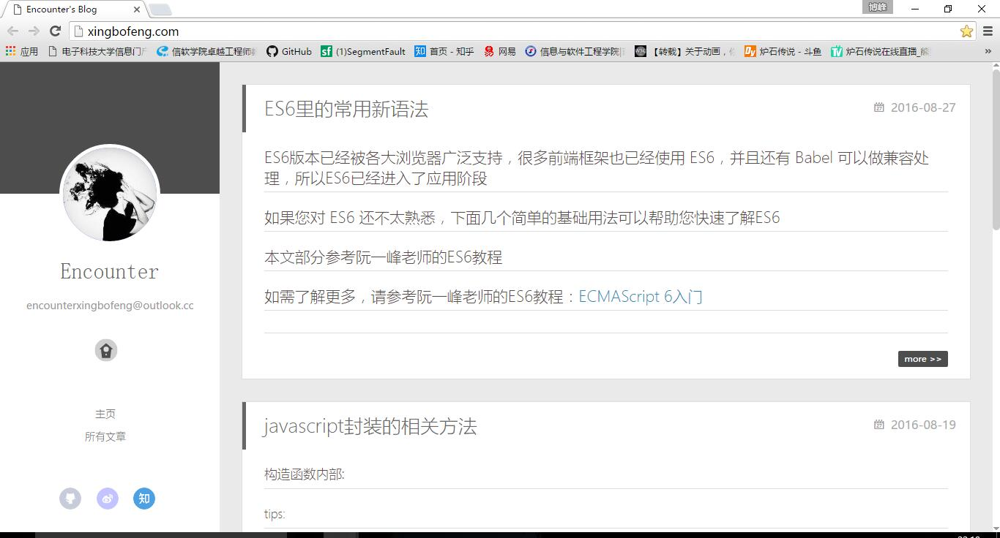 Encounter's Blog
博峰
xingbofeng.com
应用
电子科技大学信息门户
信软学院卓越工程师
GitHub
(1)SegmentFault
首页 - 知乎
网易
信息与软件工程学院
【转载】关于动画，
炉石传说 - 斗鱼
炉石传说在线直播_熊
»
ES6里的常用新语法
2016-08-27
ES6版本已经被各大浏览器广泛支持，很多前端框架也已经使用 ES6，并且还有 Babel 可以做兼容处
理，所以ES6已经进入了应用阶段
如果您对 ES6 还不太熟悉，下面几个简单的基础用法可以帮助您快速了解ES6
本文部分参考阮一峰老师的ES6教程
如需了解更多，请参考阮一峰老师的ES6教程：ECMAScript 6入门
more >>
Encounter
encounterxingbofeng@outlook.cc
主页
所有文章
知
javascript封装的相关方法
2016-08-19
构造函数内部:
tips: